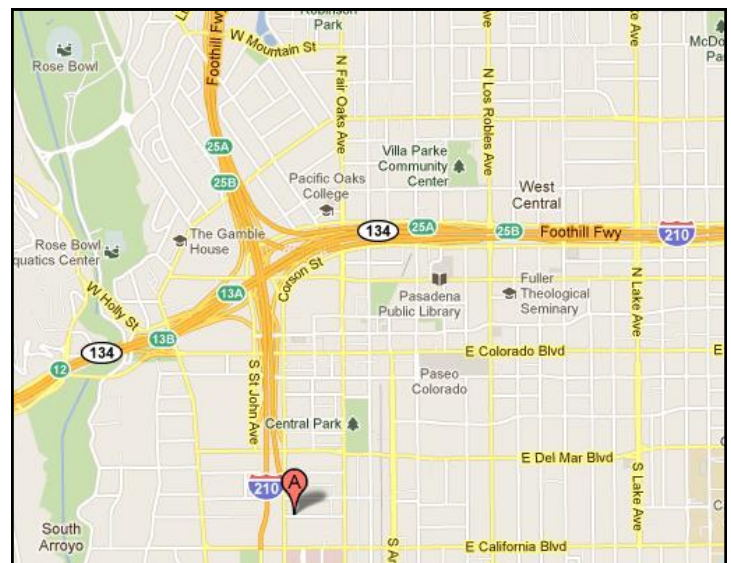 Robinson
Park
W Mountain St
Foothill Fwy
N Fair Oaks Ave
N Los Robles Ave
Lake Ave
McDo
Pa
Rose Bowl
25A
25B
Villa Parke
Community
Center
Pacific Oaks
College
West
Central
134
25A
25B
Foothill Fwy
210
The Gamble
House
Rose Bowl
quatics Center
Corson St
Pasadena
Public Library
Fuller
Theological
Seminary
N Lake Ave
W Holly St
13A
13B
134
12
E Colorado Blvd
E
Paseo
Colorado
S St John Ave
Central Park
E Del Mar Blvd
S Lake Ave
210
A
C
South
Arroyo
S Ar
E California Blvd